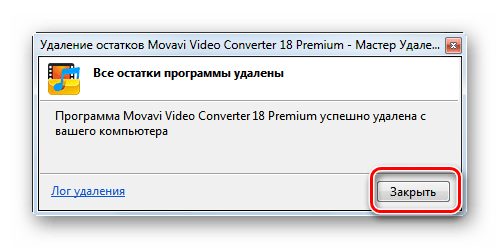 Удаление остатков Movavi Video Converter 18 Premium - Мастер Удале...
Все остатки программы удалены
Программа Movavi Video Converter 18 Premium успешно удалена с
вашего компьютера
Лог удаления
Закрыть